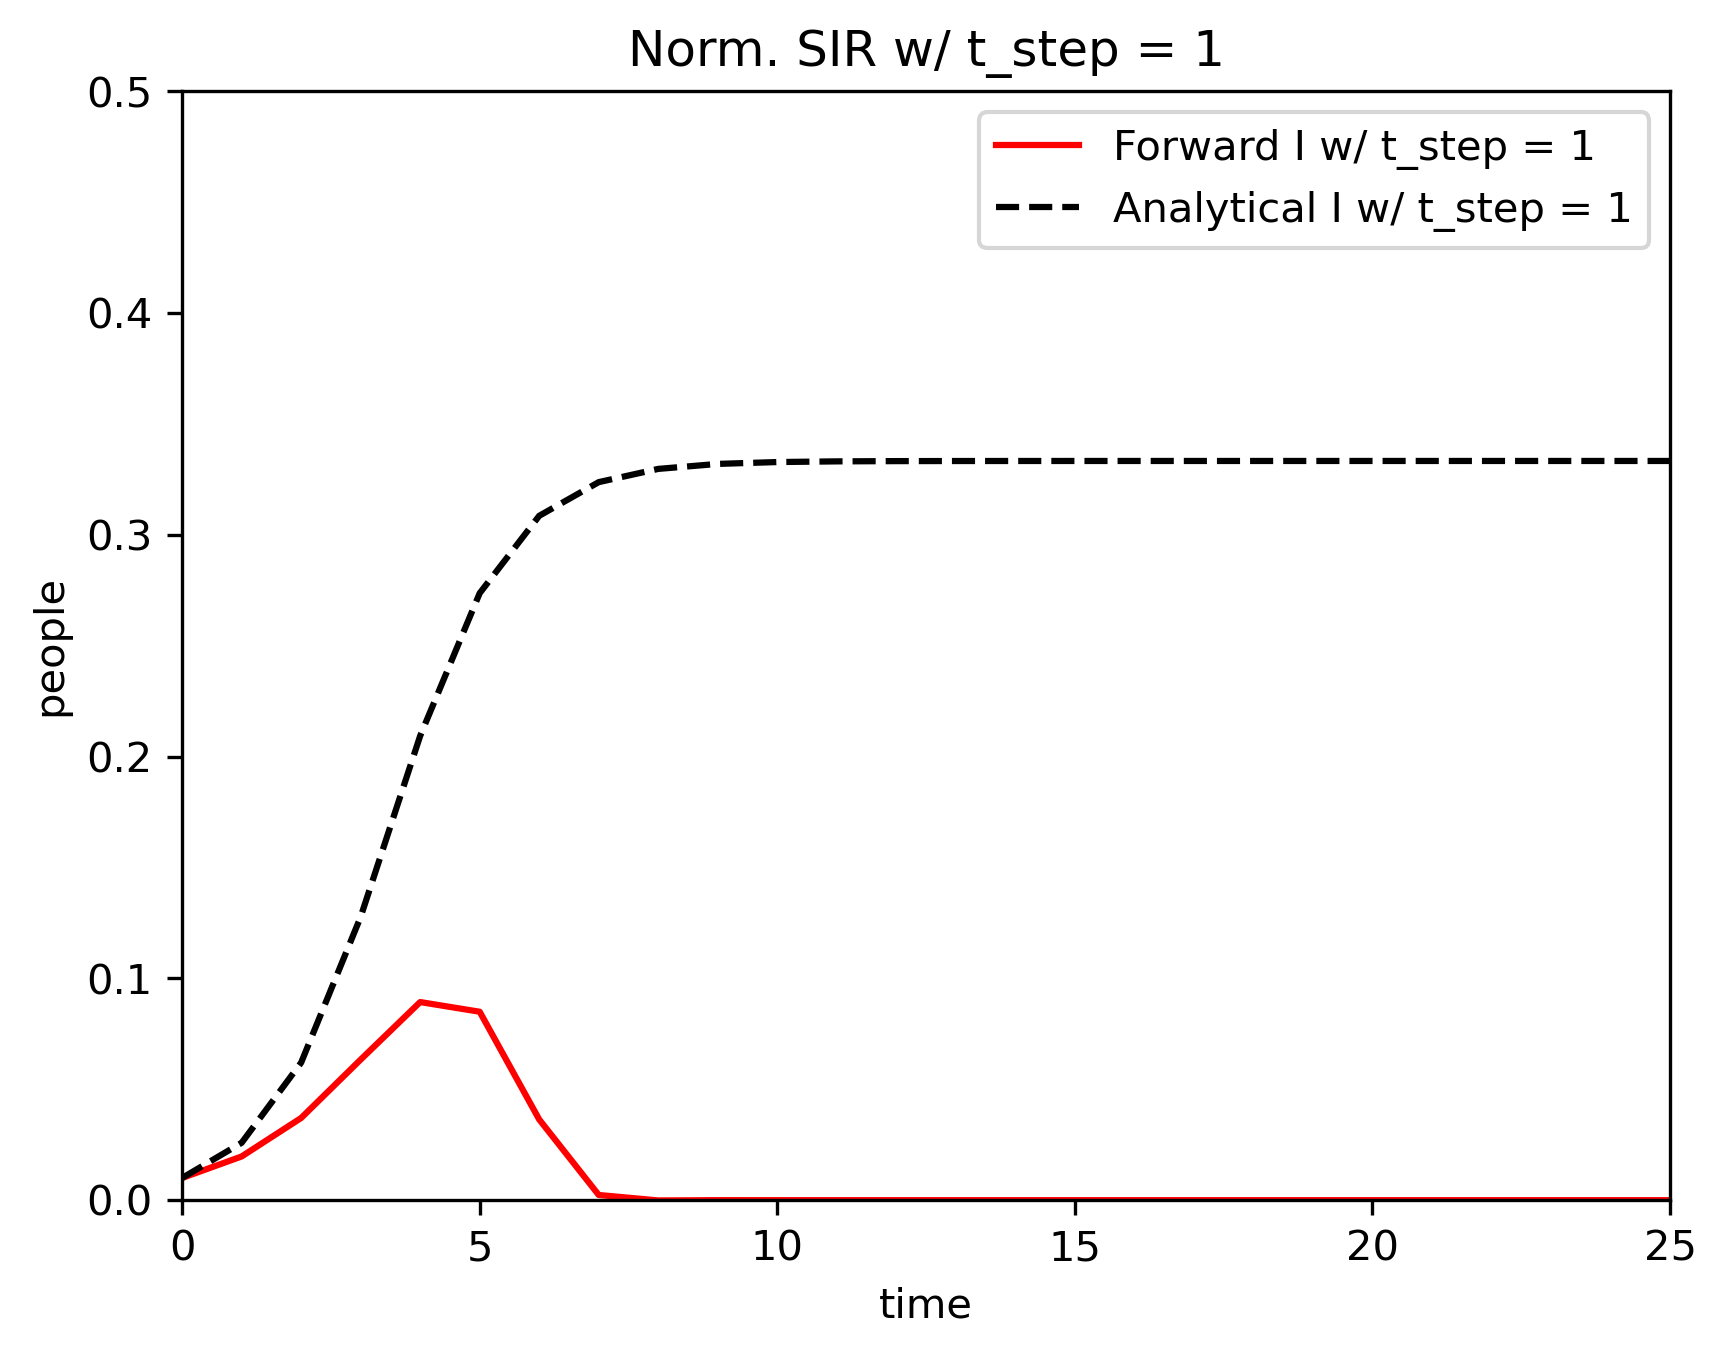 Norm. SIR w/ t_step = 1
0.5
0.4
0.3
0.2
0.1
0.0
people
Forward I w/ t_step = 1
Analytical I w/ t_step = 1
0 5 10 15 20 25
time